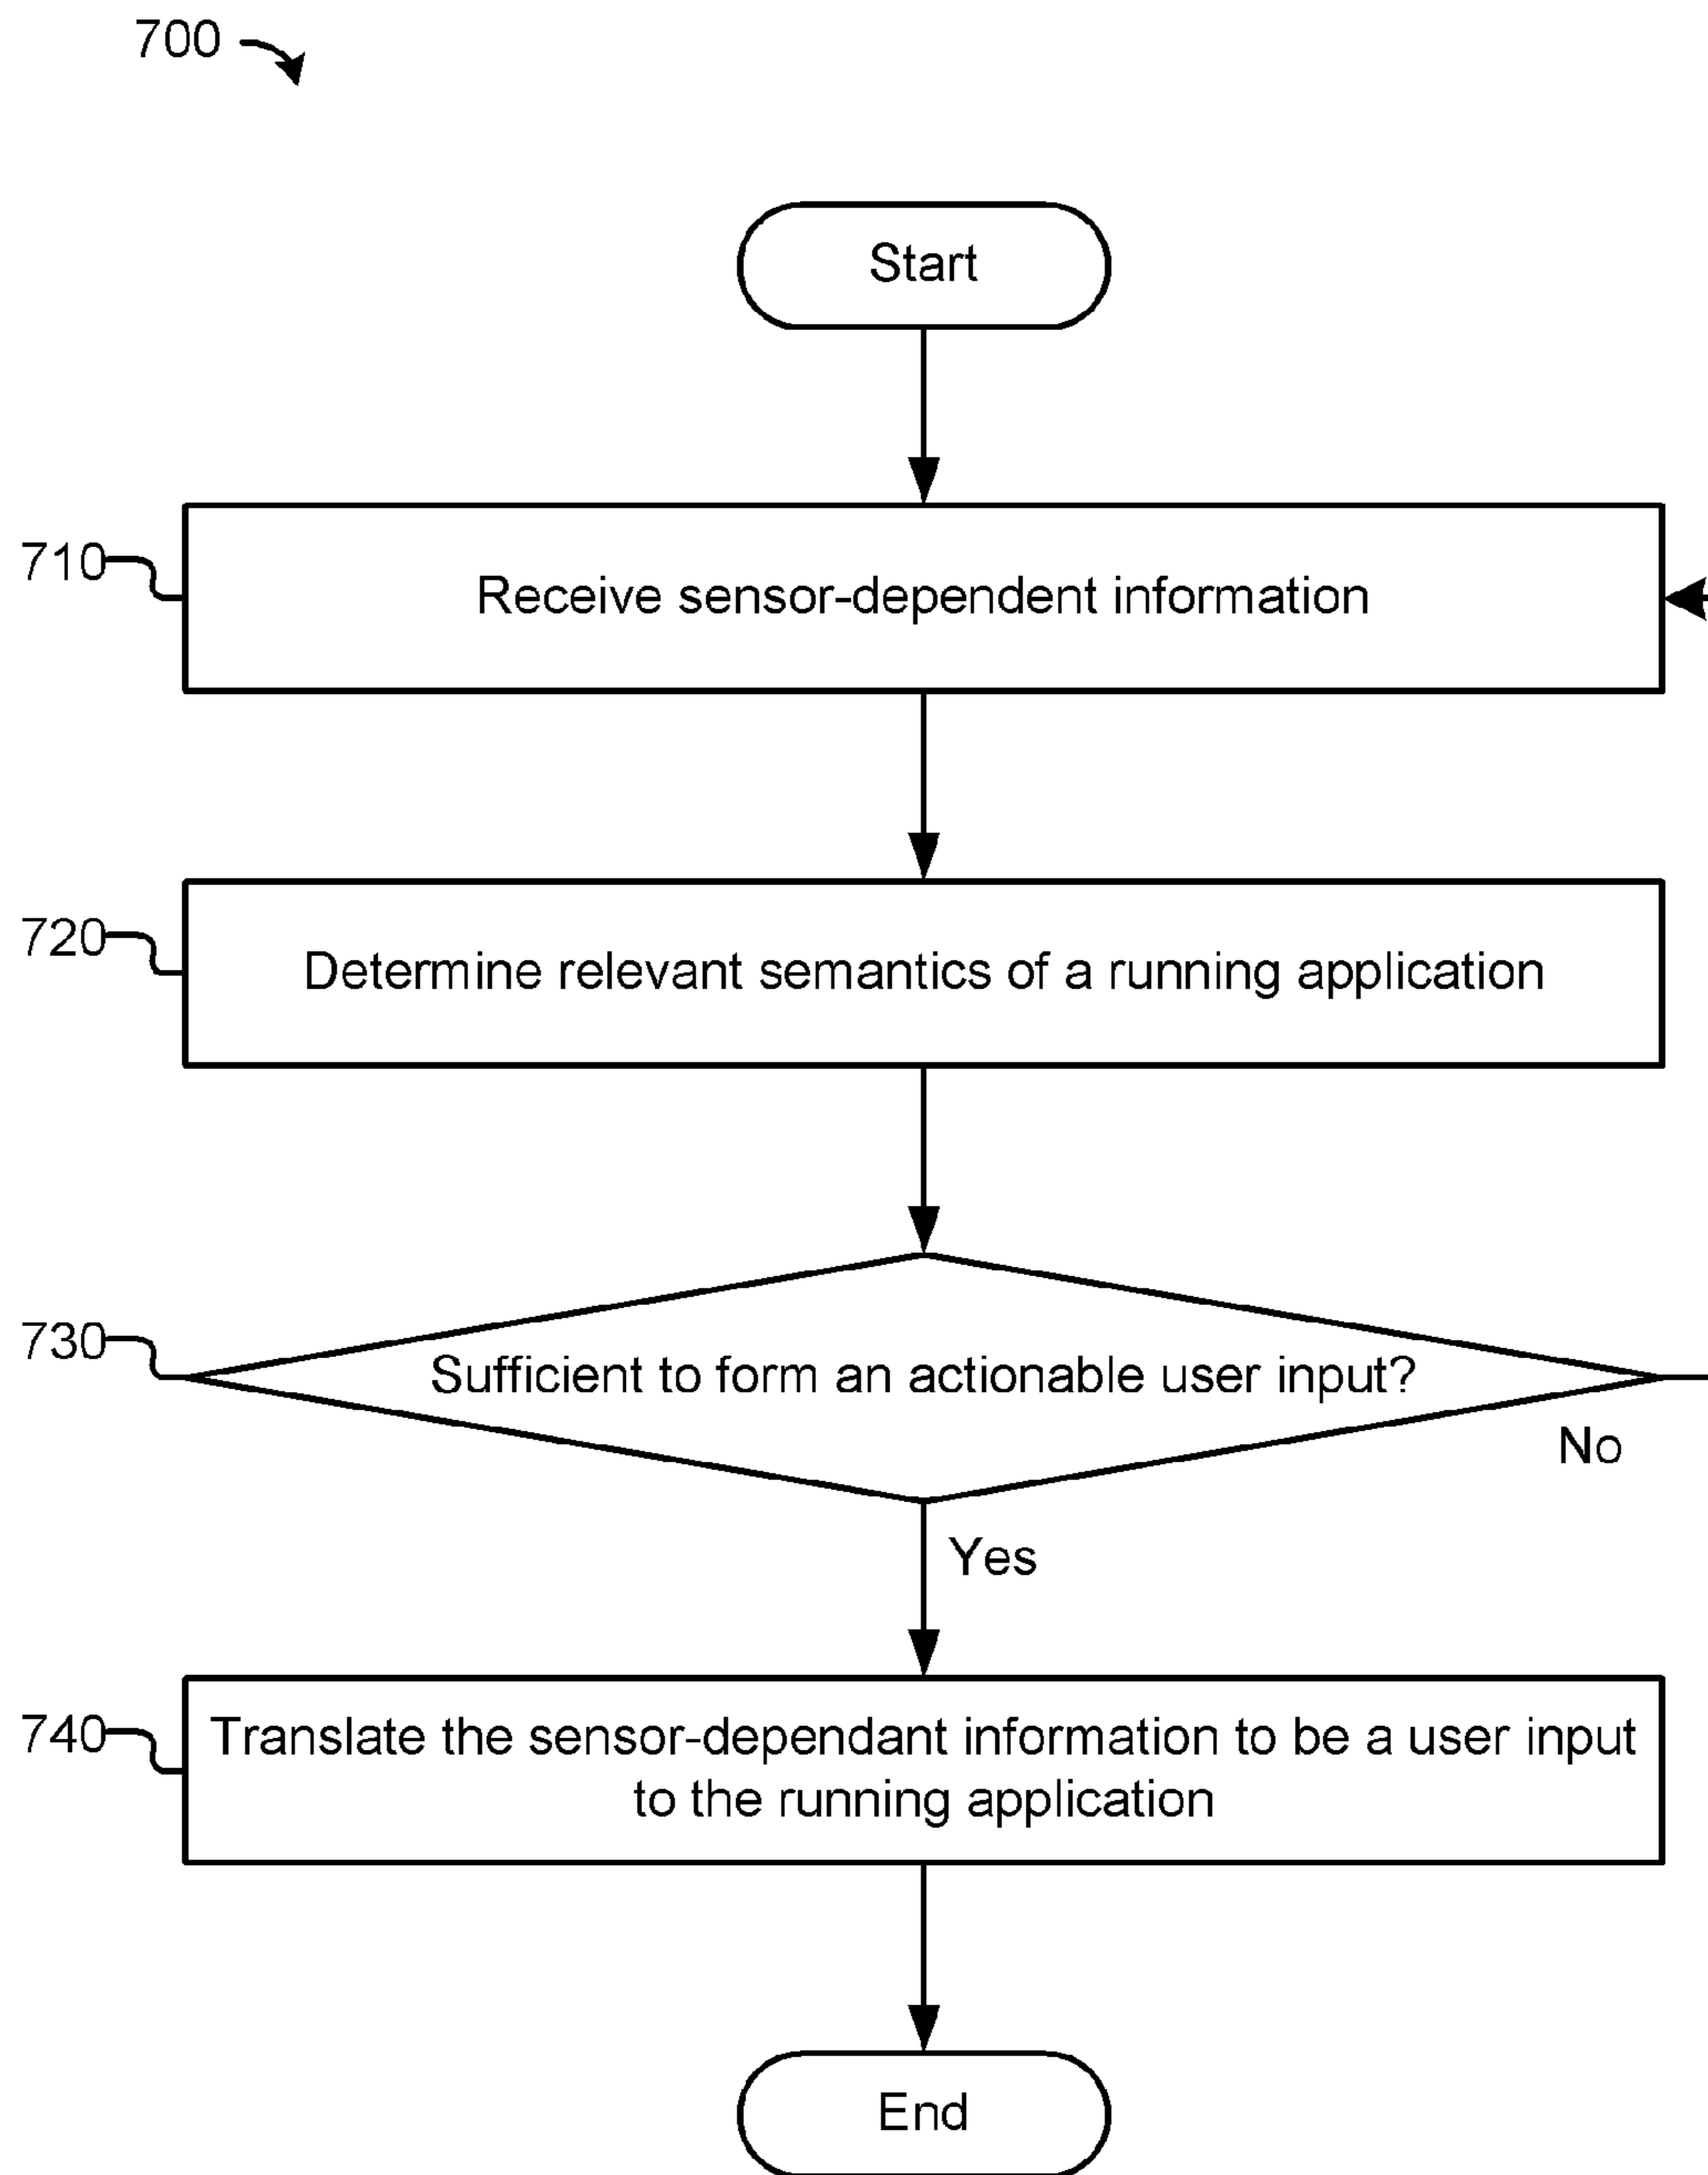 700
Start
710
Receive sensor-dependent information
720
Determine relevant semantics of a running application
730
Sufficient to form an actionable user input?
No
Yes
740
Translate the sensor-dependant information to be a user input
to the running application
End